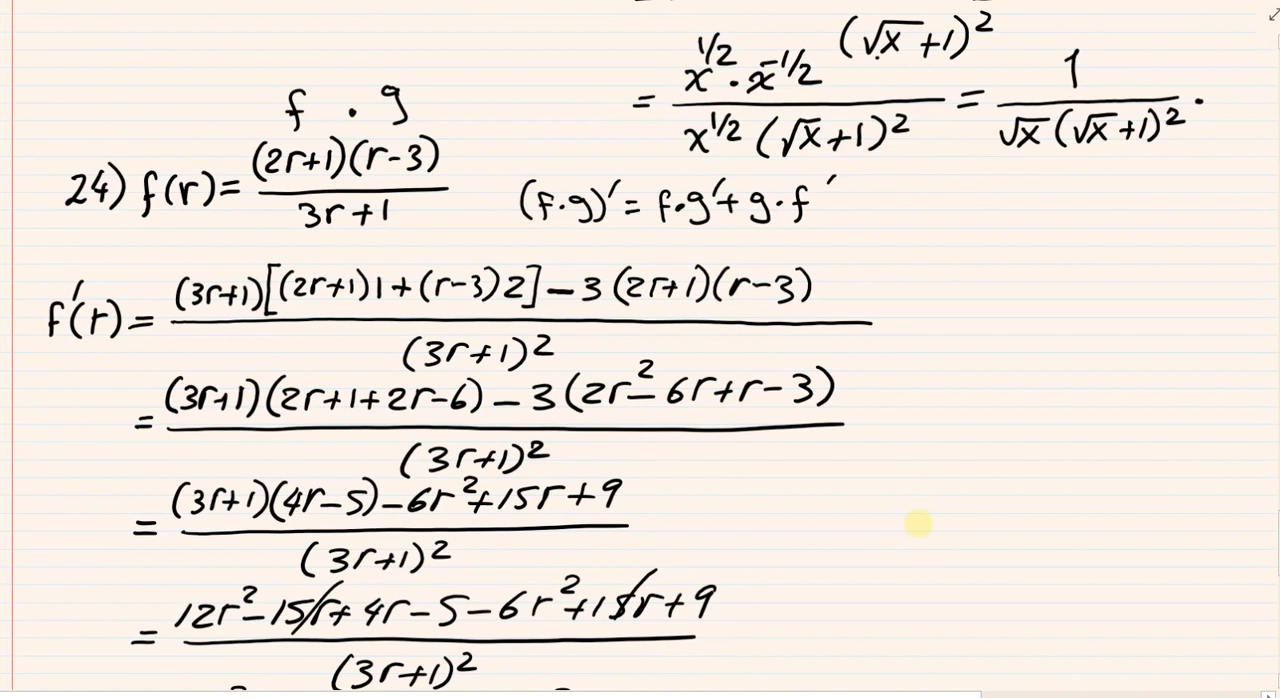 = x^{1/2} · x^{-1/2} (√x+1)^2 / x^{1/2} (√x+1)^2 = 1 / √x (√x+1)^2 .
f · g
24) f(r) = (2r+1)(r-3) / 3r+1   (f·g)' = f·g' + g·f'
f'(r) = (3r+1)[(2r+1)1+(r-3)2] - 3(2r+1)(r-3) / (3r+1)^2
= (3r+1)(2r+1+2r-6) - 3(2r^2-6r+r-3) / (3r+1)^2
= (3r+1)(4r-5) - 6r^2+15r+9 / (3r+1)^2
= 12r^2-15r+4r-5-6r^2+15r+9 / (3r+1)^2